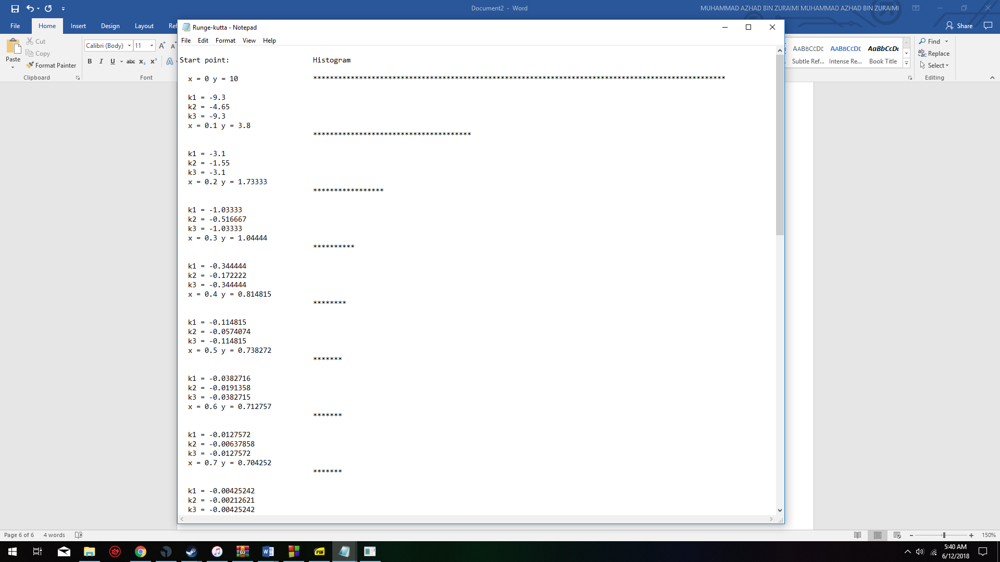 Document2 - Word
MUHAMMAD AZHAD BIN ZURAIMI MUHAMMAD AZHAD BIN ZURAIMI
File Home Insert Design Layout Ref
Share
Cut
Copy
Format Painter
Paste
Clipboard
Calibri (Body) 11
B I U abc X₂ X² A
Font
AABBCCDE AABBCCDE AaBbCcDc
Subtle Ref... Intense Re... Book Title
Find
Replace
Select
Editing
Runge-kutta - Notepad
File Edit Format View Help
Start point: Histogram
x = 0 y = 10 ***************************************************************************************************
k1 = -9.3
k2 = -4.65
k3 = -9.3
x = 0.1 y = 3.8
**************************************
k1 = -3.1
k2 = -1.55
k3 = -3.1
x = 0.2 y = 1.73333
*****************
k1 = -1.03333
k2 = -0.516667
k3 = -1.03333
x = 0.3 y = 1.04444
**********
k1 = -0.344444
k2 = -0.172222
k3 = -0.344444
x = 0.4 y = 0.814815
********
k1 = -0.114815
k2 = -0.0574074
k3 = -0.114815
x = 0.5 y = 0.738272
*******
k1 = -0.0382716
k2 = -0.0191358
k3 = -0.0382715
x = 0.6 y = 0.712757
*******
k1 = -0.0127572
k2 = -0.00637858
k3 = -0.0127572
x = 0.7 y = 0.704252
*******
k1 = -0.00425242
k2 = -0.00212621
k3 = -0.00425242
Page 6 of 6 4 words
150%
5:40 AM
6/12/2018